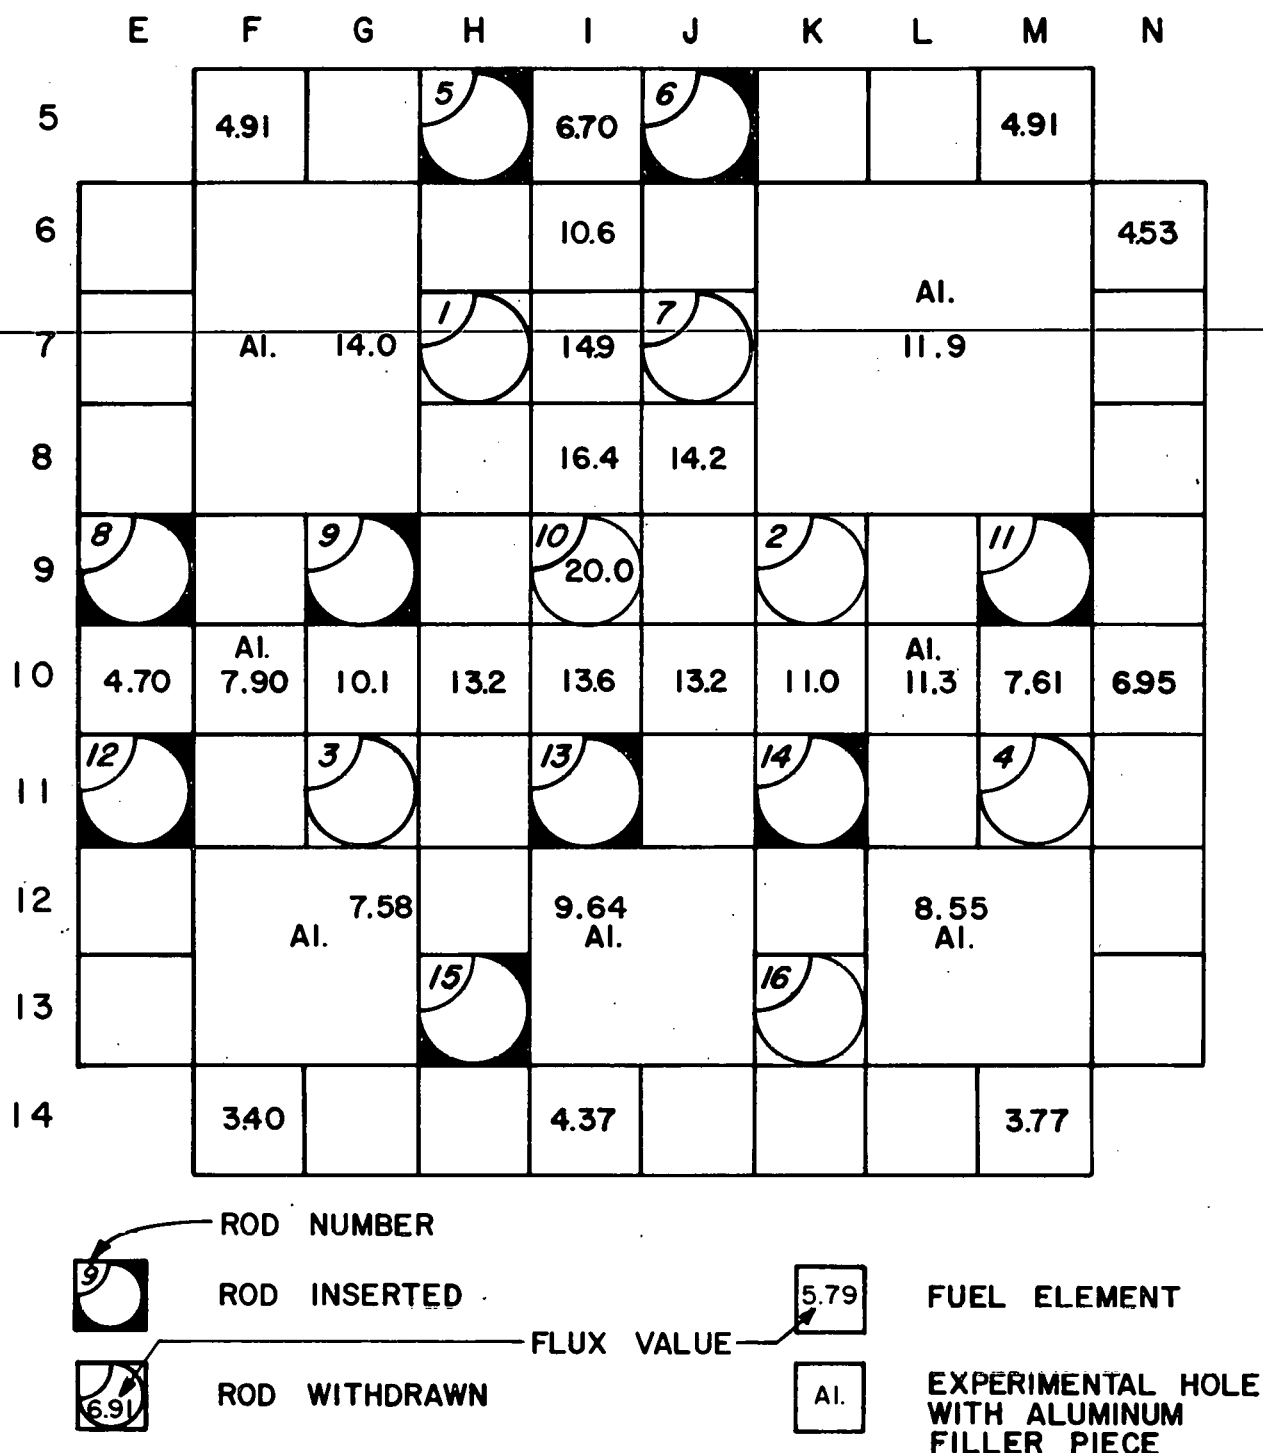 E F G H I J K L M N
5 4.91 5 6.70 6 4.91
6 10.6 4.53
Al.
1 7
7 Al. 14.0 14.9 11.9
8 16.4 14.2
8 9 10 2 11
9 20.0
Al. Al.
10 4.70 7.90 10.1 13.2 13.6 13.2 11.0 11.3 7.61 6.95
12 3 13 14 4
11
12 7.58 9.64 8.55
Al. Al. Al.
15 16
13
14 3.40 4.37 3.77
ROD NUMBER
9 ROD INSERTED 5.79 FUEL ELEMENT
FLUX VALUE
6.91 ROD WITHDRAWN Al. EXPERIMENTAL HOLE
WITH ALUMINUM
FILLER PIECE